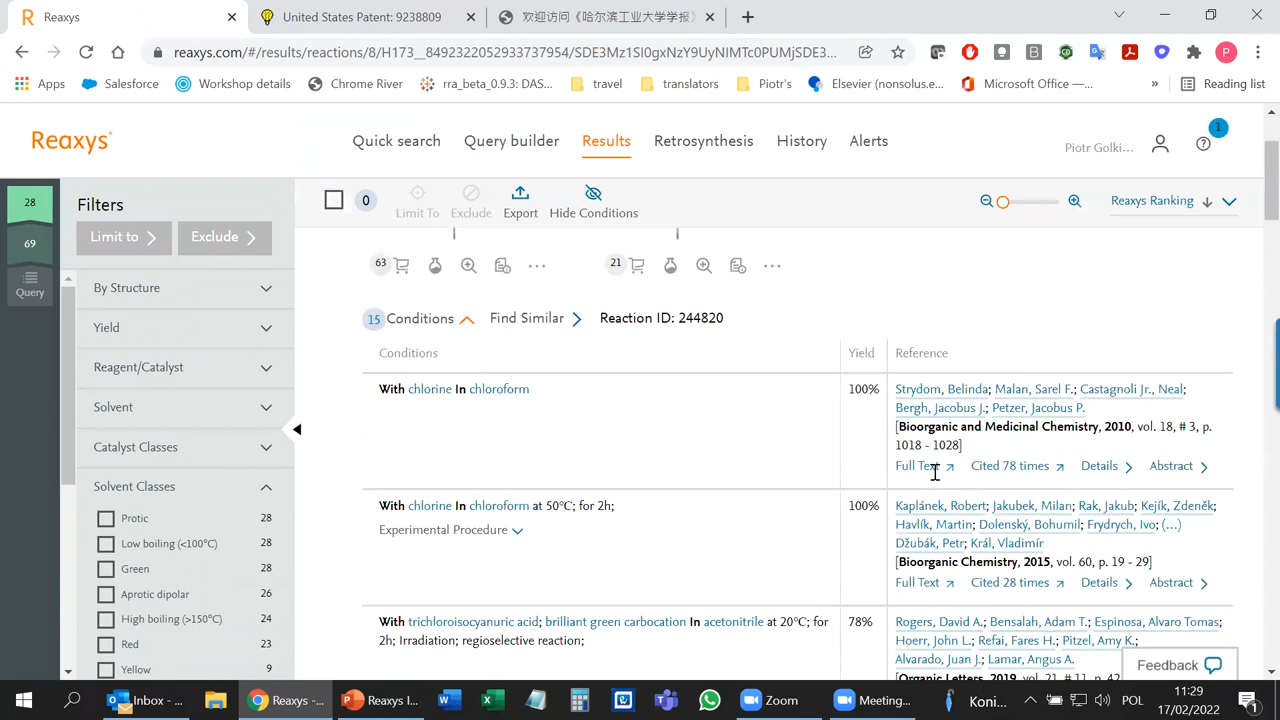 Reaxys
United States Patent: 9238809
欢迎访问《哈尔滨工业大学学报》
reaxys.com/#/results/reactions/8/H173_8492322052933737954/SDE3Mz1SI0gxNzY9UyNIMTc0PUMjSDE3...
P
Apps
Salesforce
Workshop details
Chrome River
rra_beta_0.9.3: DAS...
travel
translators
Piotr's
Elsevier (nonsolus.e...
Microsoft Office —...
»
Reading list
Reaxys
Quick search
Query builder
Results
Retrosynthesis
History
Alerts
Piotr Golki...
1
28
69
Query
Filters
Limit to
Exclude
0
Limit To
Exclude
Export
Hide Conditions
Reaxys Ranking
By Structure
Yield
Reagent/Catalyst
Solvent
Catalyst Classes
Solvent Classes
Protic 28
Low boiling (<100°C) 28
Green 28
Aprotic dipolar 26
High boiling (>150°C) 24
Red 23
Yellow 9
63
21
15 Conditions
Find Similar
Reaction ID: 244820
Conditions
Yield
Reference
With chlorine In chloroform
100%
Strydom, Belinda; Malan, Sarel F.; Castagnoli Jr., Neal;
Bergh, Jacobus J.; Petzer, Jacobus P.
[Bioorganic and Medicinal Chemistry, 2010, vol. 18, # 3, p.
1018 - 1028]
Full Text
Cited 78 times
Details
Abstract
With chlorine In chloroform at 50°C; for 2h;
Experimental Procedure
100%
Kaplánek, Robert; Jakubek, Milan; Rak, Jakub; Kejík, Zdeněk;
Havlík, Martin; Dolenský, Bohumil; Frydrych, Ivo; (...)
Džubák, Petr; Král, Vladimír
[Bioorganic Chemistry, 2015, vol. 60, p. 19 - 29]
Full Text
Cited 28 times
Details
Abstract
With trichloroisocyanuric acid; brilliant green carbocation In acetonitrile at 20°C; for
2h; Irradiation; regioselective reaction;
78%
Rogers, David A.; Bensalah, Adam T.; Espinosa, Alvaro Tomas;
Hoerr, John L.; Refai, Fares H.; Pitzel, Amy K.;
Alvarado, Juan J.; Lamar, Angus A.
[Organic Letters, 2019, vol. 21, # 11, p. 42
Feedback
Inbox - ...
Reaxys -...
Reaxys I...
Zoom
Meeting...
Koni...
POL
11:29
17/02/2022
1